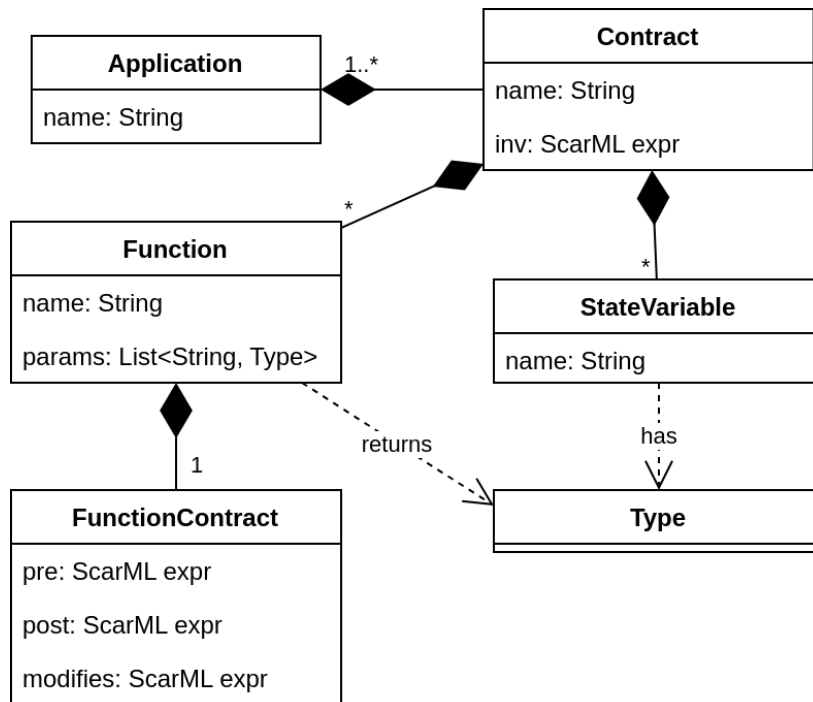 Application
name: String
1..*
Contract
name: String
inv: ScarML expr
*
Function
name: String
params: List<String, Type>
*
StateVariable
name: String
returns
has
1
FunctionContract
pre: ScarML expr
post: ScarML expr
modifies: ScarML expr
Type